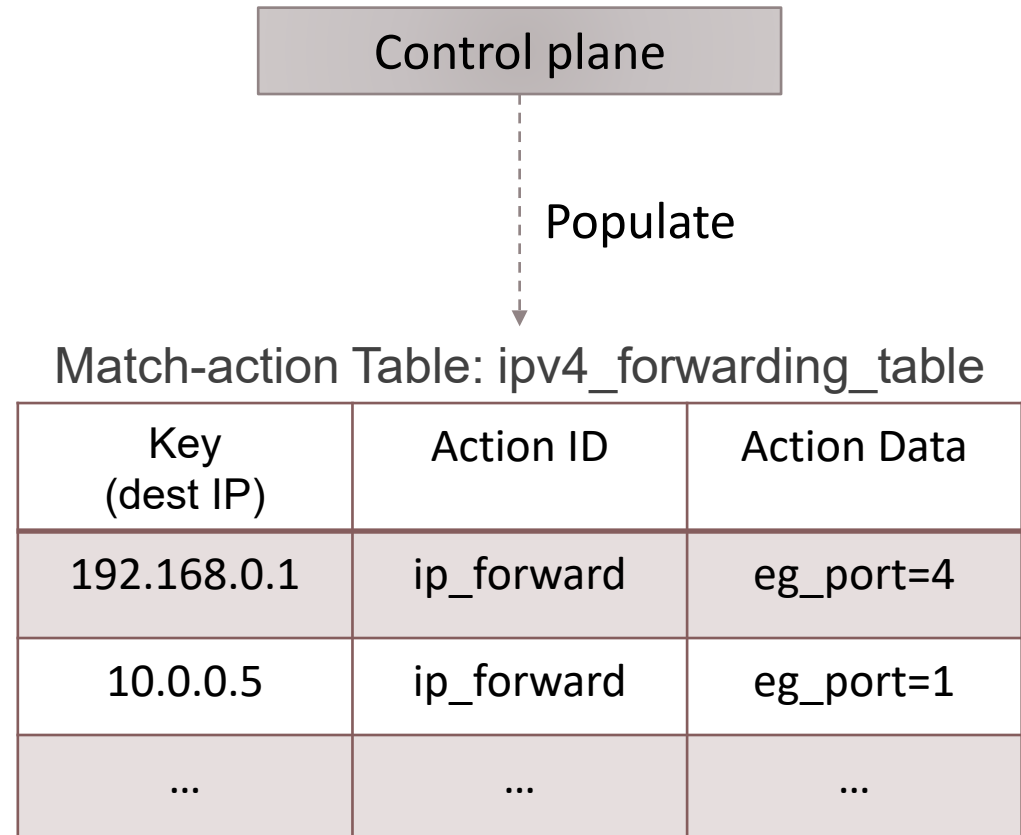 Control plane
Populate
Match-action Table: ipv4_forwarding_table
Key
(dest IP)
Action ID
Action Data
192.168.0.1
ip_forward
eg_port=4
10.0.0.5
ip_forward
eg_port=1
...
...
...